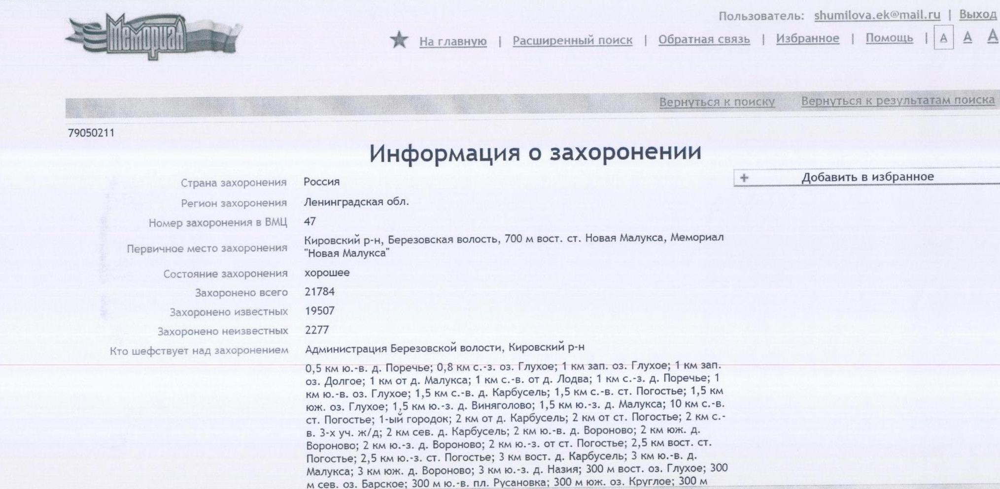 Мемориал
Пользователь: shumilova.ek@mail.ru | Выход
На главную | Расширенный поиск | Обратная связь | Избранное | Помощь | A A A
Вернуться к поиску Вернуться к результатам поиска
79050211
Информация о захоронении
+ Добавить в избранное
Страна захоронения Россия
Регион захоронения Ленинградская обл.
Номер захоронения в ВМЦ 47
Первичное место захоронения Кировский р-н, Березовская волость, 700 м вост. ст. Новая Малукса, Мемориал
"Новая Малукса"
Состояние захоронения хорошее
Захоронено всего 21784
Захоронено известных 19507
Захоронено неизвестных 2277
Кто шефствует над захоронением Администрация Березовской волости, Кировский р-н
0,5 км ю.-в. д. Поречье; 0,8 км с.-з. оз. Глухое; 1 км зап. оз. Глухое; 1 км зап.
оз. Долгое; 1 км от д. Малукса; 1 км с.-в. от д. Лодва; 1 км с.-з. д. Поречье; 1
км ю.-в. оз. Глухое; 1,5 км с.-в. д. Карбусель; 1,5 км с.-в. ст. Погостье; 1,5 км
юж. оз. Глухое; 1,5 км ю.-з. д. Виняголово; 1,5 км ю.-з. д. Малукса; 10 км с.-в.
ст. Погостье; 1-ый городок; 2 км от д. Карбусель; 2 км от ст. Погостье; 2 км с.-
в. 3-х уч. ж/д; 2 км сев. д. Карбусель; 2 км ю.-в. д. Вороново; 2 км юж. д.
Вороново; 2 км ю.-з. д. Вороново; 2 км ю.-з. от ст. Погостье; 2,5 км вост. ст.
Погостье; 2,5 км ю.-з. ст. Погостье; 3 км вост. д. Карбусель; 3 км ю.-в. д.
Малукса; 3 км юж. д. Вороново; 3 км ю.-з. д. Назия; 300 м вост. оз. Глухое; 300
м сев. оз. Барское; 300 м ю.-в. пл. Русановка; 300 м юж. оз. Круглое; 300 м